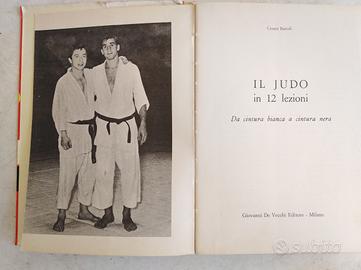 Cesare Barioli
IL JUDO
in 12 lezioni
Da cintura bianca a cintura nera
Giovanni De Vecchi Editore - Milano
subito